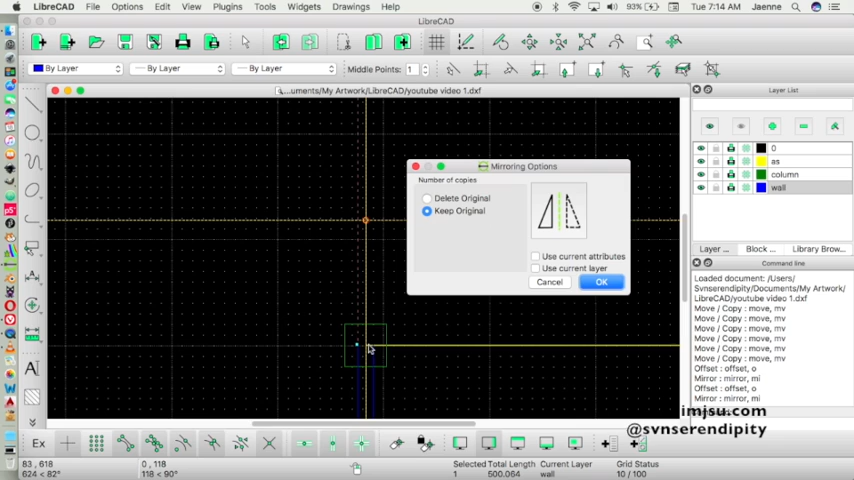 LibreCAD File Options Edit View Plugins Tools Widgets Drawings Help 93% Tue 7:14 AM Jaenne
LibreCAD
By Layer By Layer By Layer Middle Points: 1
...uments/My Artwork/LibreCAD/youtube video 1.dxf
Layer List
Mirroring Options
Number of copies
Delete Original
Keep Original
Use current attributes
Use current layer
Cancel OK
0
as
column
wall
Layer ... Block ... Library Brow...
Command line
Loaded document: /Users/
Svnserendipity/Documents/My Artwork/
LibreCAD/youtube video 1.dxf
Move / Copy : move, mv
Move / Copy : move, mv
Move / Copy : move, mv
Move / Copy : move, mv
Move / Copy : move, mv
Offset : offset, o
Mirror : mirror, mi
Mirror : mirror, mi
imjsu.com
@svnserendipity
Ex
83 , 618
624 < 82°
0 , 118
118 < 90°
Selected Total Length
1 500.064
Current Layer
wall
Grid Status
10 / 100